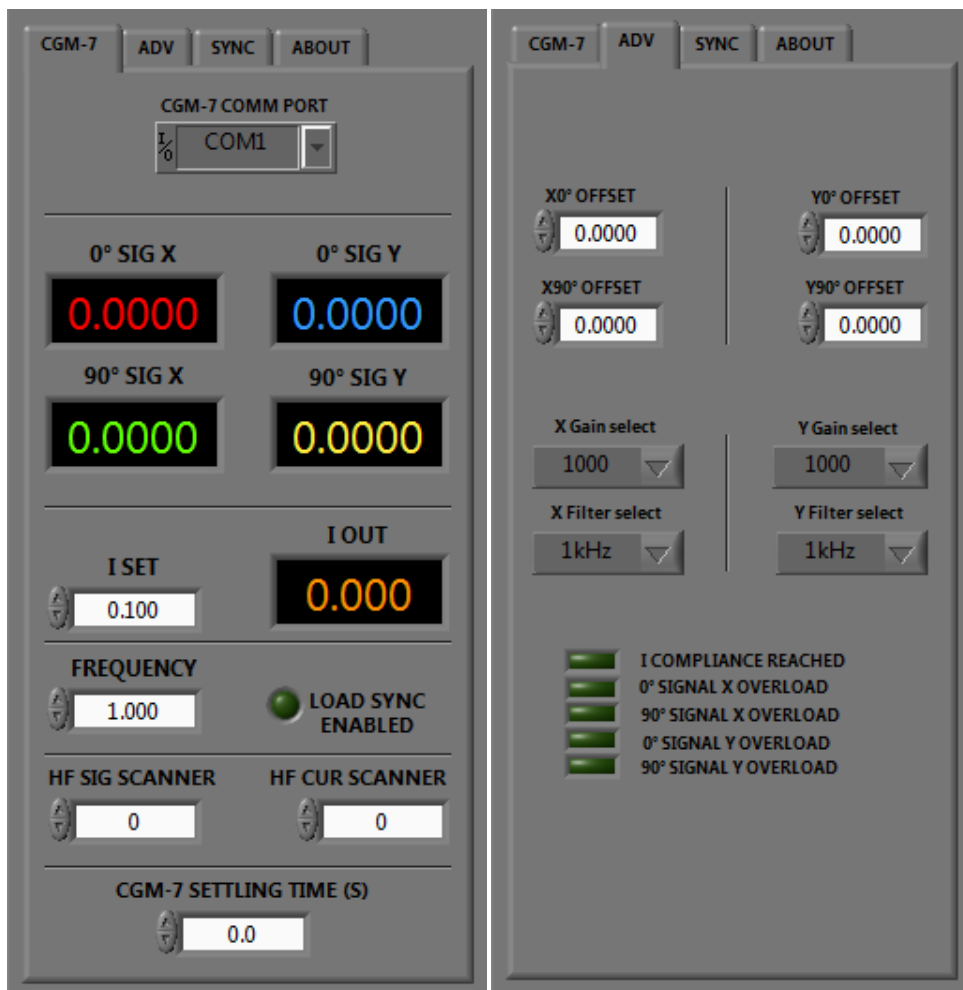 CGM-7 ADV SYNC ABOUT
CGM-7 COMM PORT
I/O COM1
0° SIG X 0° SIG Y
0.0000 0.0000
90° SIG X 90° SIG Y
0.0000 0.0000
I OUT
I SET
0.000
0.100
FREQUENCY
1.000
LOAD SYNC
ENABLED
HF SIG SCANNER HF CUR SCANNER
0 0
CGM-7 SETTLING TIME (S)
0.0
CGM-7 ADV SYNC ABOUT
X0° OFFSET Y0° OFFSET
0.0000 0.0000
X90° OFFSET Y90° OFFSET
0.0000 0.0000
X Gain select Y Gain select
1000 1000
X Filter select Y Filter select
1kHz 1kHz
I COMPLIANCE REACHED
0° SIGNAL X OVERLOAD
90° SIGNAL X OVERLOAD
0° SIGNAL Y OVERLOAD
90° SIGNAL Y OVERLOAD